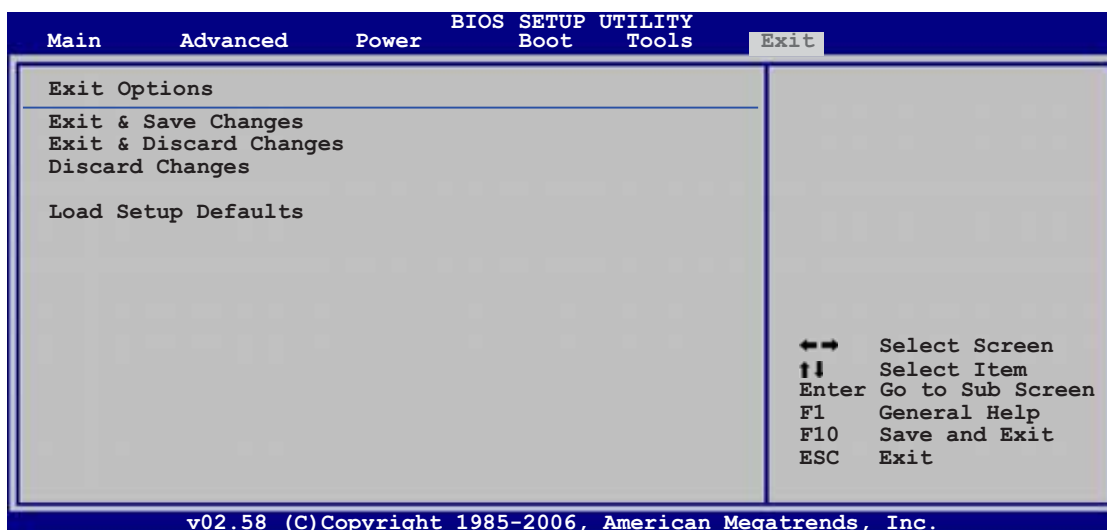 BIOS SETUP UTILITY
Main Advanced Power Boot Tools Exit
Exit Options
Exit & Save Changes
Exit & Discard Changes
Discard Changes
Load Setup Defaults
←→ Select Screen
↑↓ Select Item
Enter Go to Sub Screen
F1 General Help
F10 Save and Exit
ESC Exit
v02.58 (C)Copyright 1985-2006, American Megatrends, Inc.